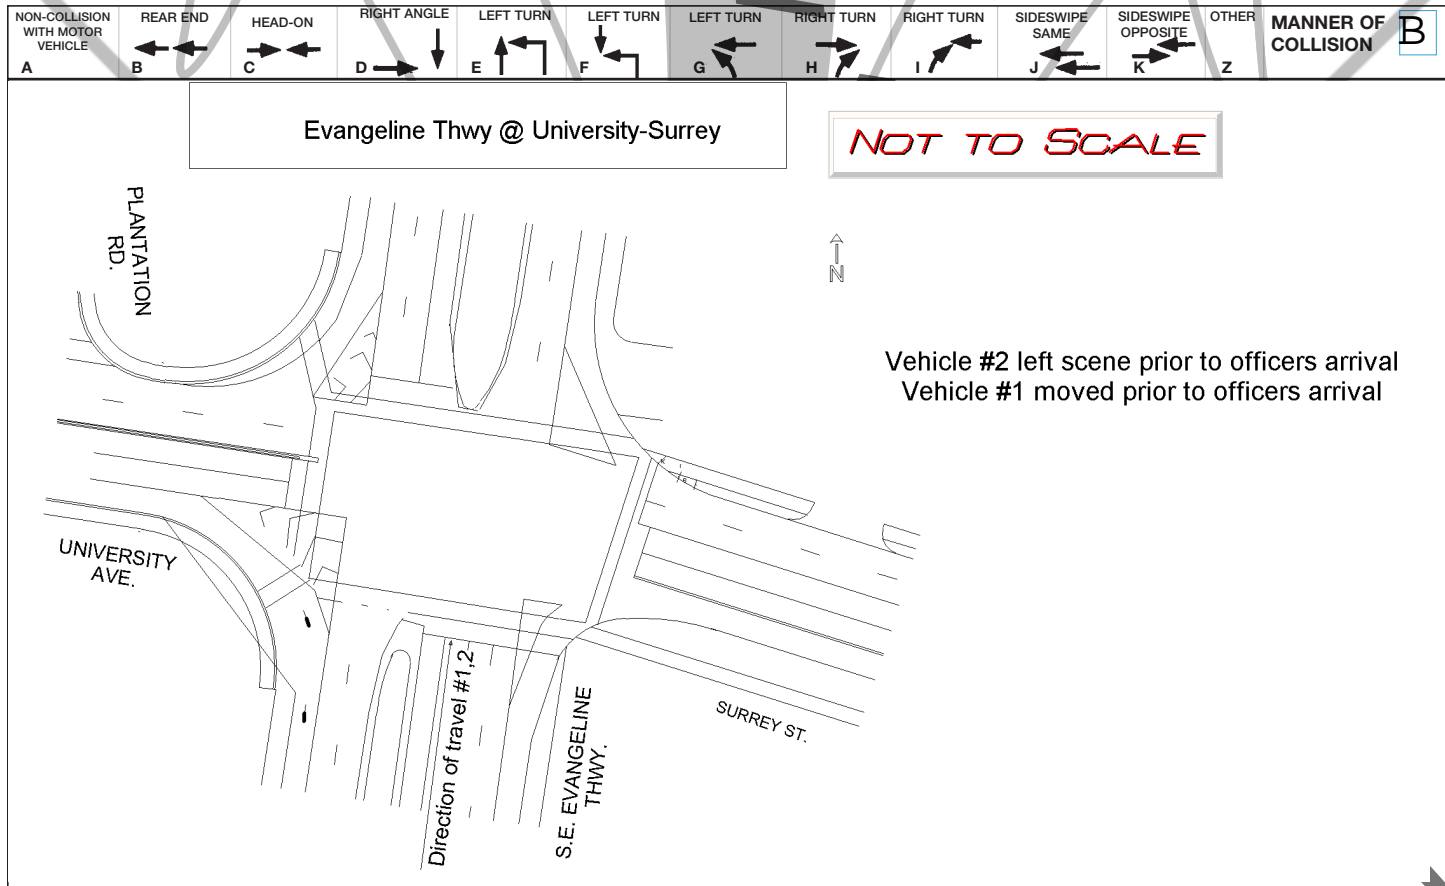 NON-COLLISION
WITH MOTOR
VEHICLE
A
REAR END
B
HEAD-ON
C
RIGHT ANGLE
D
LEFT TURN
E
LEFT TURN
F
LEFT TURN
G
RIGHT TURN
H
RIGHT TURN
I
SIDESWIPE
SAME
J
SIDESWIPE
OPPOSITE
K
OTHER
Z
MANNER OF
COLLISION
B
Evangeline Thwy @ University-Surrey
NOT TO SCALE
PLANTATION
RD.
N
Vehicle #2 left scene prior to officers arrival
Vehicle #1 moved prior to officers arrival
UNIVERSITY
AVE.
Direction of travel #1,2
S.E. EVANGELINE
THWY.
SURREY ST.